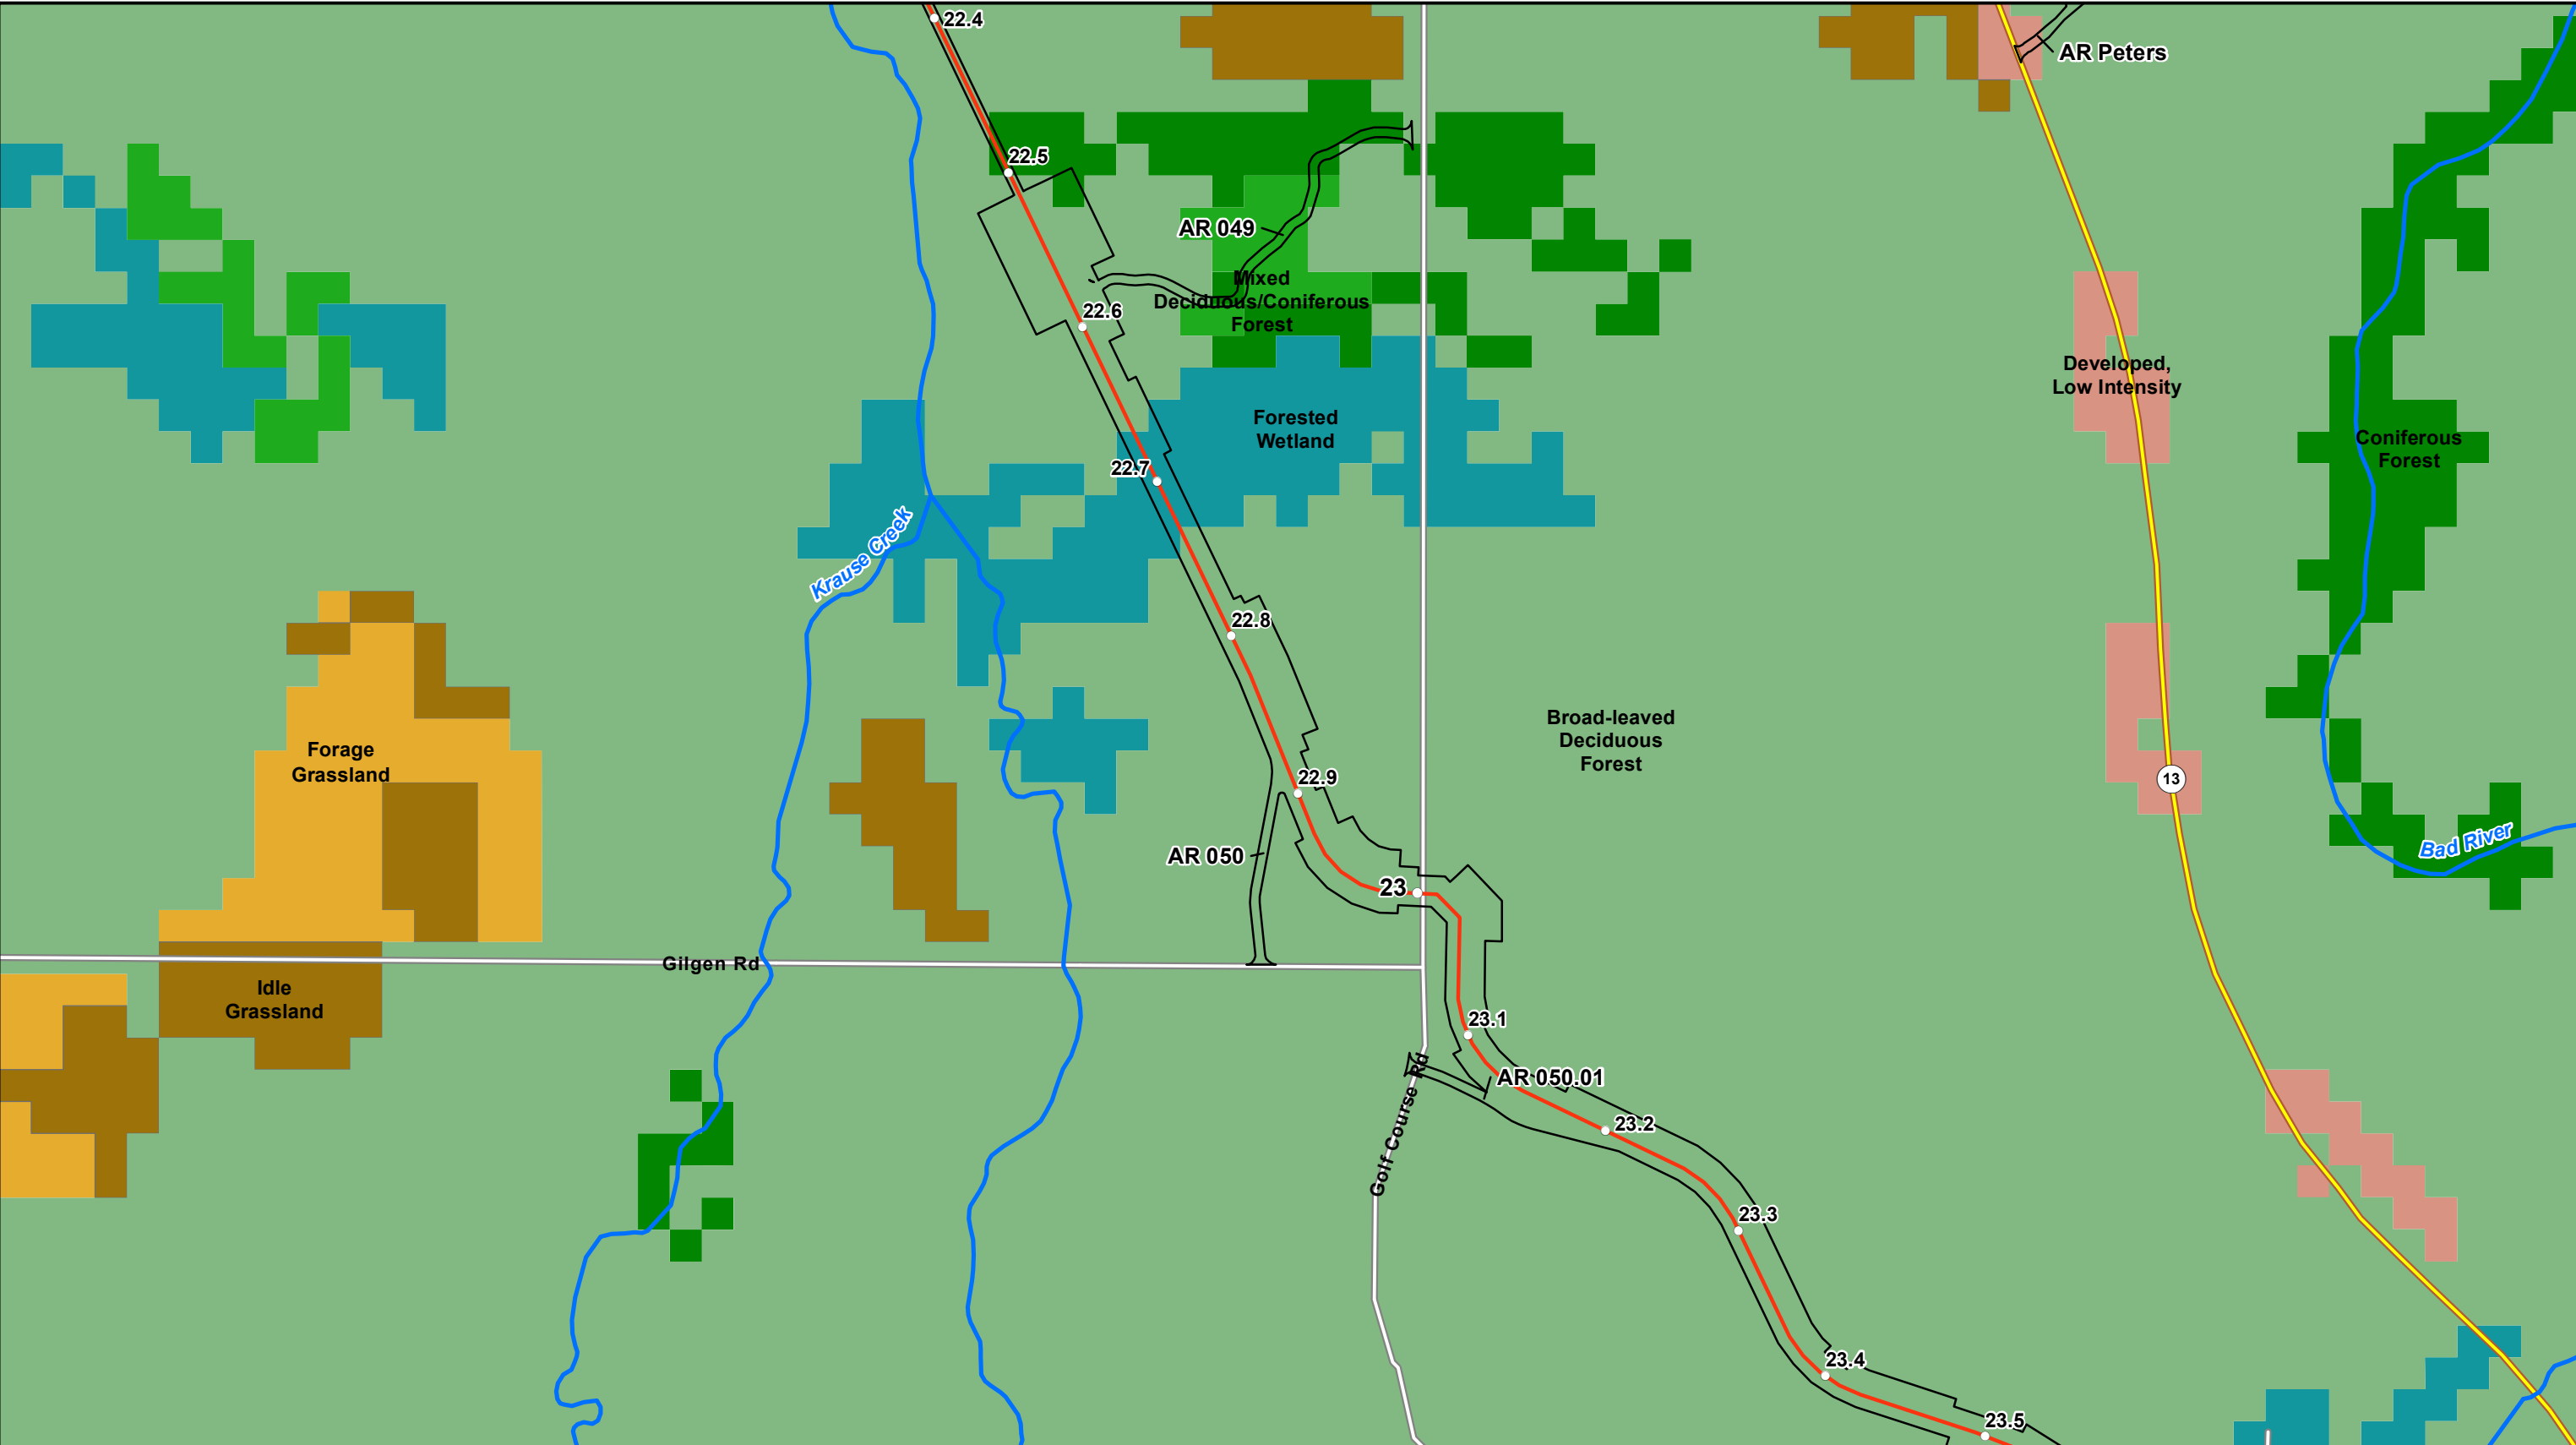 22.4
AR Peters
22.5
AR 049
Mixed
Deciduous/Coniferous
Forest
22.6
Developed,
Low Intensity
Forested
Wetland
Coniferous
Forest
22.7
Krause Creek
22.8
Broad-leaved
Deciduous
Forest
Forage
Grassland
22.9
13
Bad River
AR 050
23
Gilgen Rd
Idle
Grassland
23.1
AR 050.01
Golf Course Rd
23.2
23.3
23.4
23.5